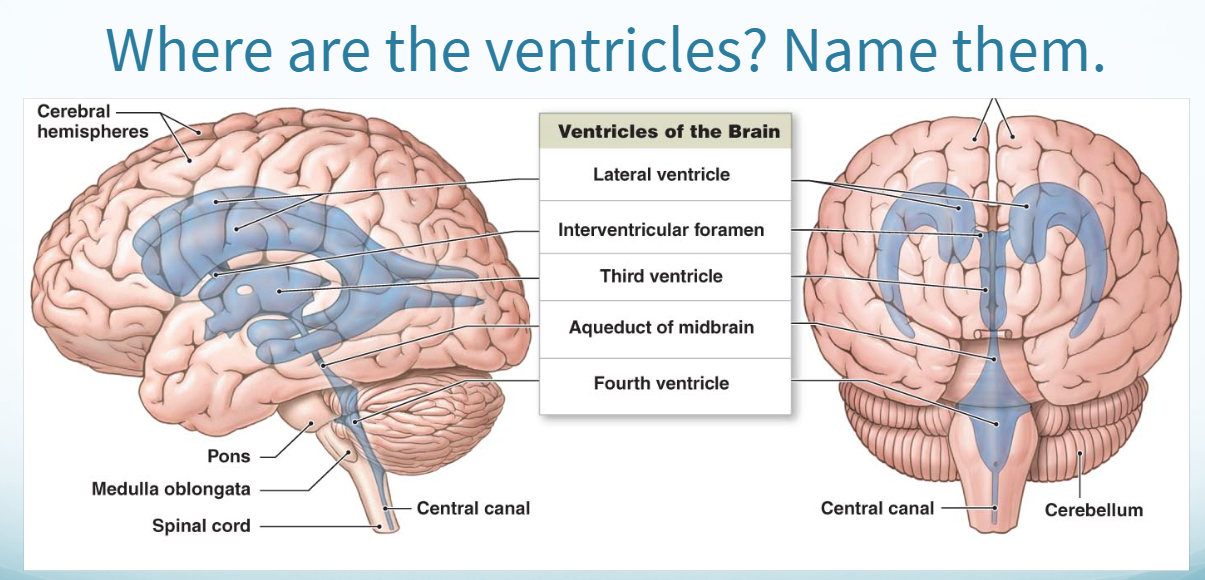 Where are the ventricles? Name them.
Cerebral
hemispheres
Ventricles of the Brain
Lateral ventricle
Interventricular foramen
Third ventricle
Aqueduct of midbrain
Fourth ventricle
Pons
Medulla oblongata
Spinal cord
Central canal
Central canal
Cerebellum